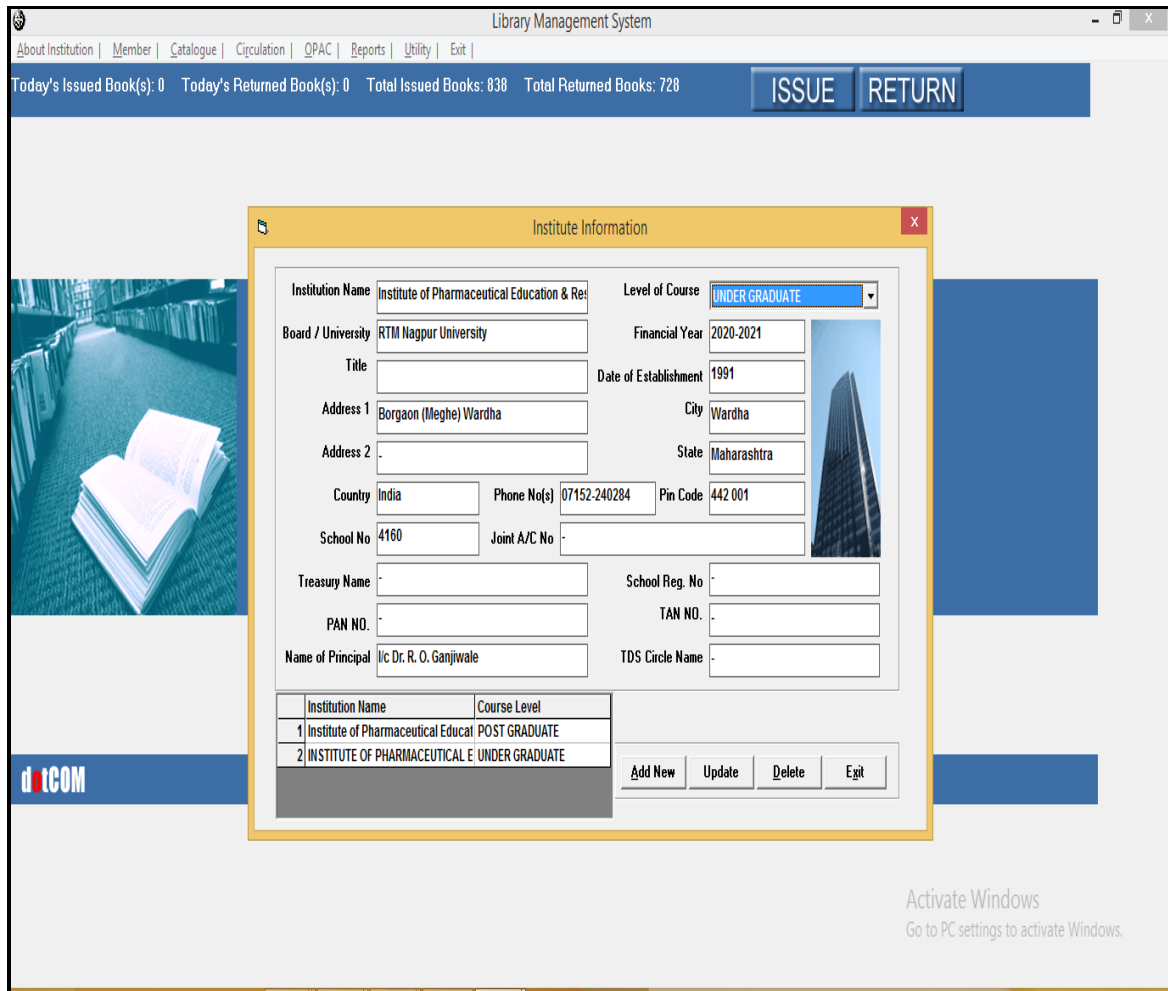 Library Management System
About Institution | Member | Catalogue | Circulation | OPAC | Reports | Utility | Exit |
Today's Issued Book(s): 0 Today's Returned Book(s): 0 Total Issued Books: 838 Total Returned Books: 728 ISSUE RETURN
Institute Information
Institution Name Institute of Pharmaceutical Education & Re Level of Course UNDER GRADUATE
Board / University RTM Nagpur University Financial Year 2020-2021
Title Date of Establishment 1991
Address 1 Borgaon (Meghe) Wardha City Wardha
Address 2 - State Maharashtra
Country India Phone No(s) 07152-240284 Pin Code 442 001
School No 4160 Joint A/C No -
Treasury Name - School Reg. No -
PAN NO. - TAN NO. -
Name of Principal I/c Dr. R. O. Ganjiwale TDS Circle Name -
Institution Name Course Level
1 Institute of Pharmaceutical Educat POST GRADUATE
2 INSTITUTE OF PHARMACEUTICAL E UNDER GRADUATE
Add New Update Delete Exit
dotCOM
Activate Windows
Go to PC settings to activate Windows.